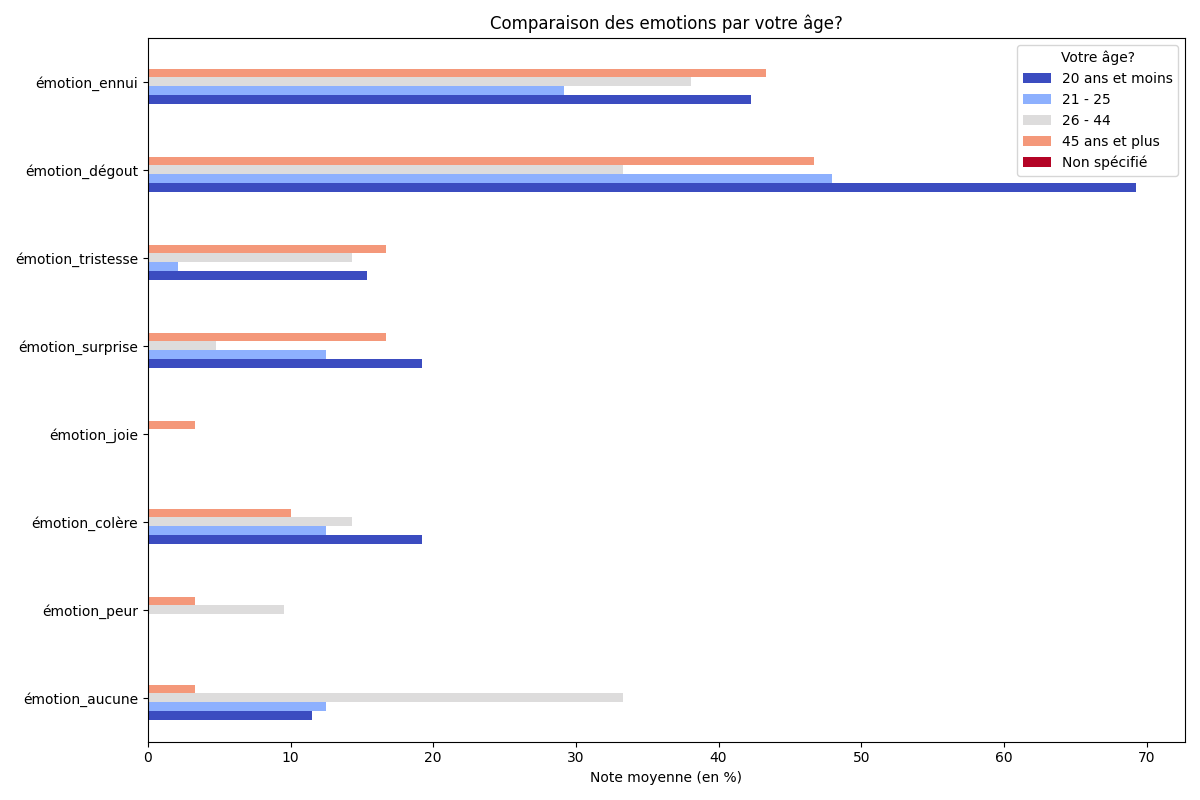 Comparaison des emotions par votre âge?
Votre âge?
20 ans et moins
21 - 25
26 - 44
45 ans et plus
Non spécifié
émotion_ennui
émotion_dégout
émotion_tristesse
émotion_surprise
émotion_joie
émotion_colère
émotion_peur
émotion_aucune
0 10 20 30 40 50 60 70
Note moyenne (en %)